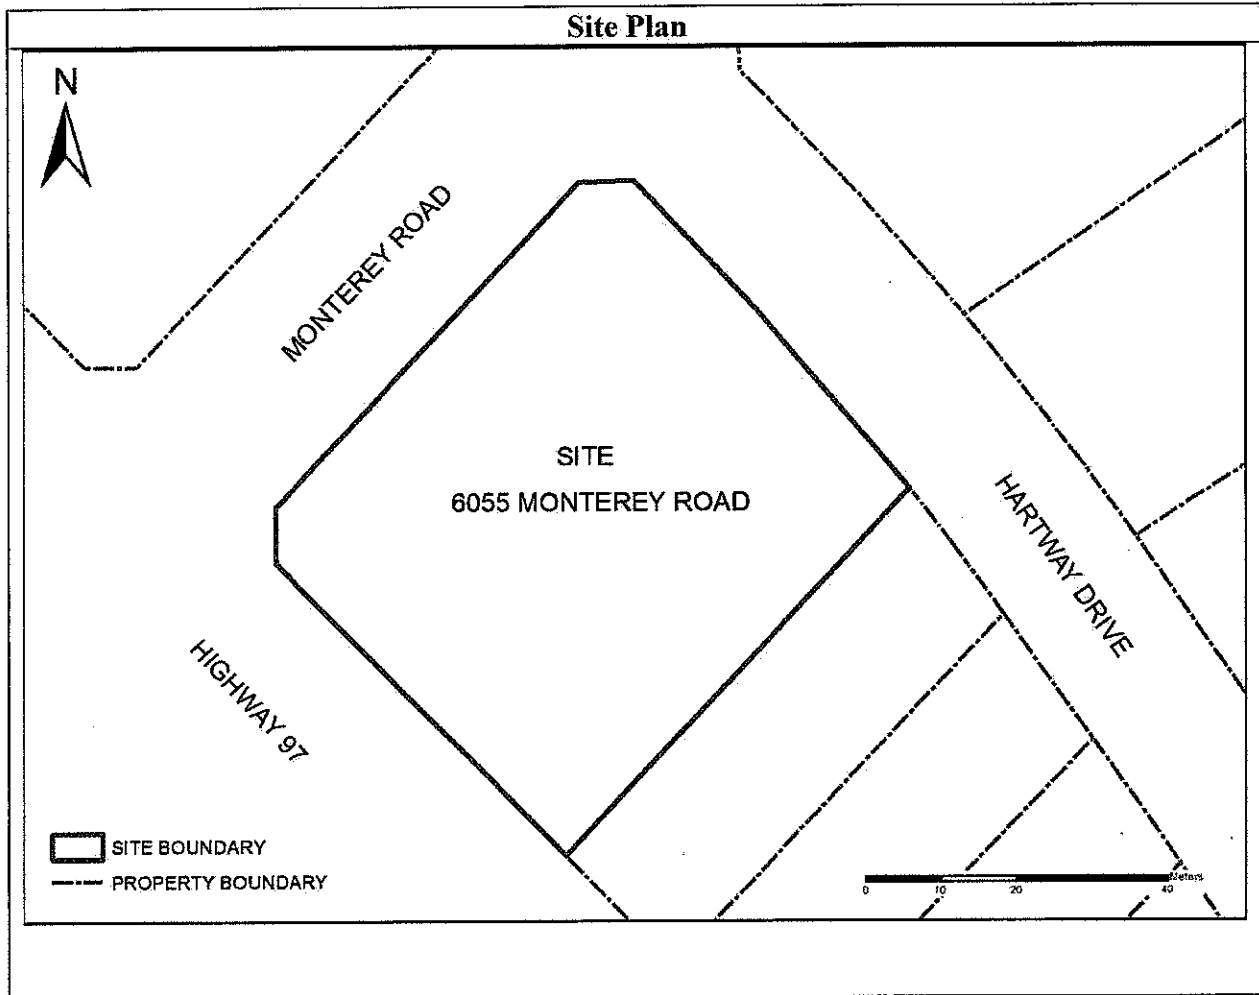 Site Plan
N
MONTEREY ROAD
SITE
6055 MONTEREY ROAD
HARTWAY DRIVE
HIGHWAY 97
SITE BOUNDARY
PROPERTY BOUNDARY
Meters
0 10 20 40